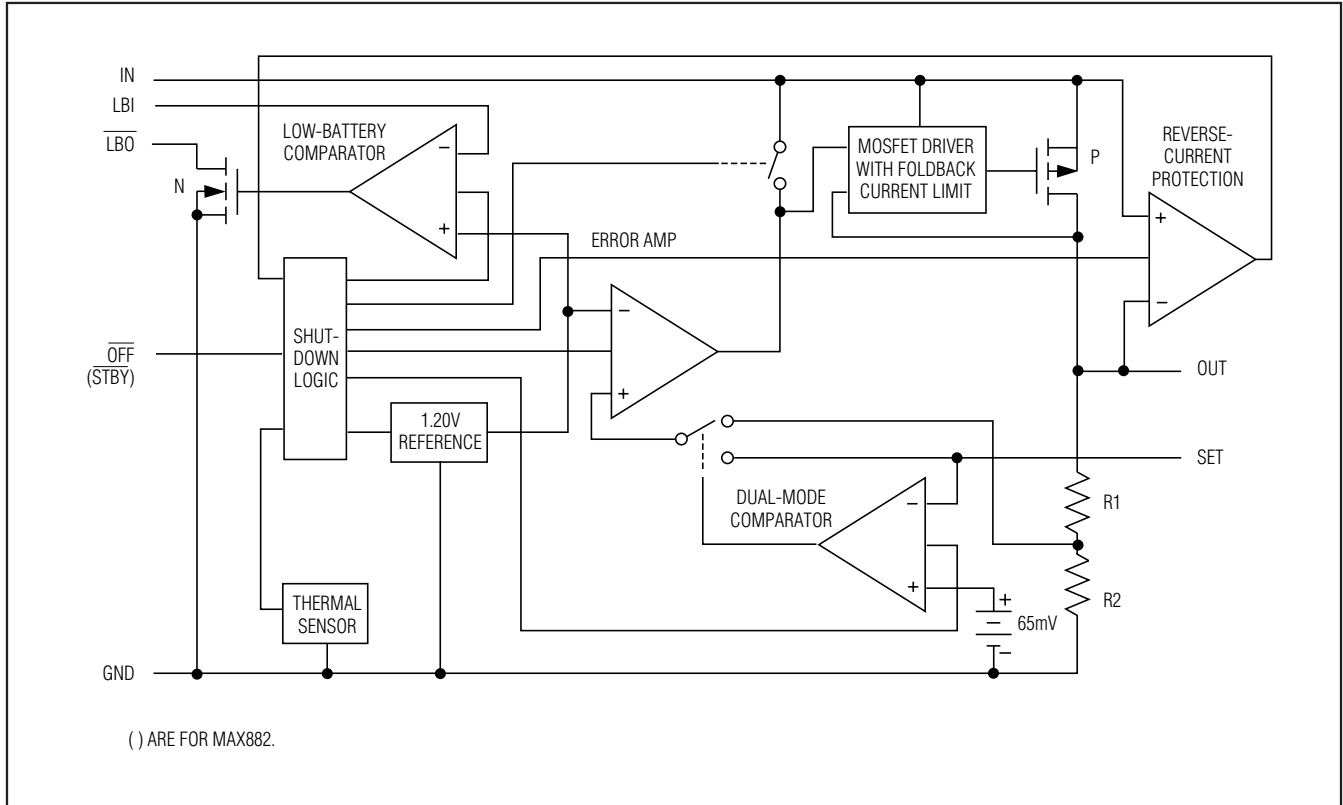 IN
LBI
LBO
N
LOW-BATTERY
COMPARATOR
−
+
MOSFET DRIVER
WITH FOLDBACK
CURRENT LIMIT
P
REVERSE-
CURRENT
PROTECTION
+
−
ERROR AMP
SHUT-
DOWN
LOGIC
OFF
(STBY)
−
+
1.20V
REFERENCE
OUT
SET
DUAL-MODE
COMPARATOR
−
+
R1
R2
+
65mV
−
THERMAL
SENSOR
GND
( ) ARE FOR MAX882.